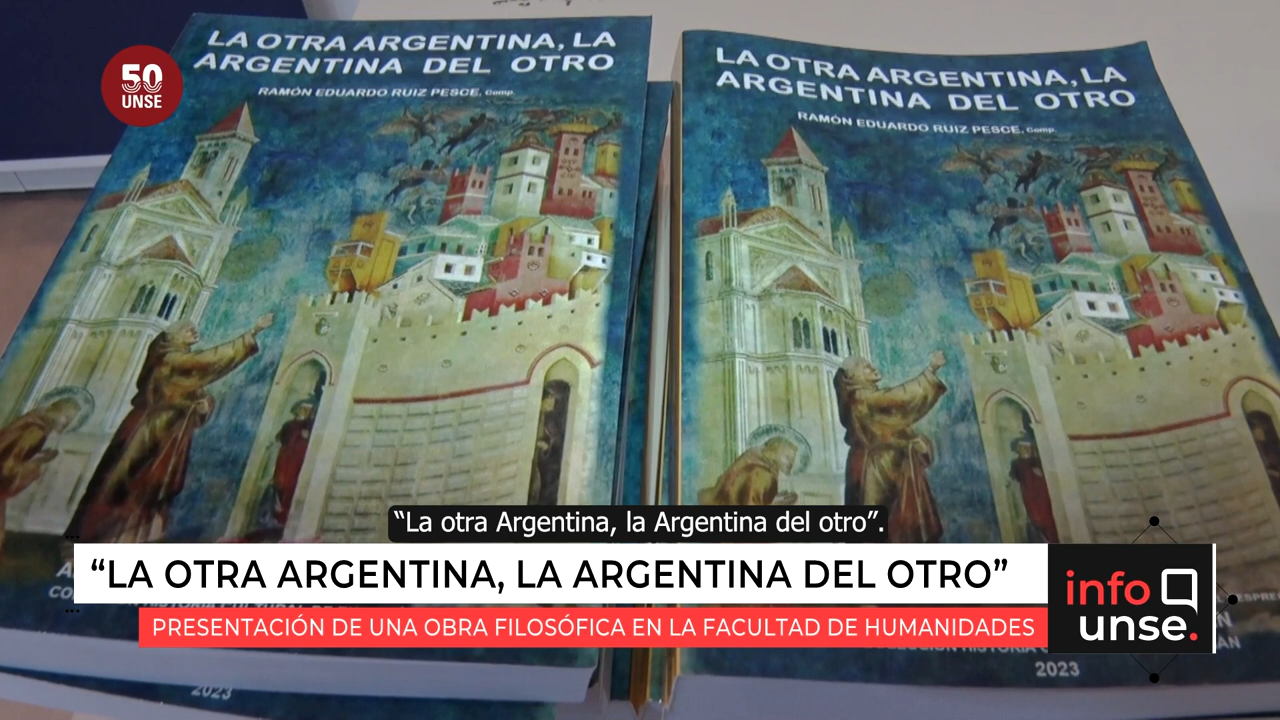 50
UNSE
LA OTRA ARGENTINA, LA
ARGENTINA DEL OTRO
RAMÓN EDUARDO RUIZ PESCE, Comp.
LA OTRA ARGENTINA, LA
ARGENTINA DEL OTRO
RAMÓN EDUARDO RUIZ PESCE, Comp.
“La otra Argentina, la Argentina del otro”.
“LA OTRA ARGENTINA, LA ARGENTINA DEL OTRO”
PRESENTACIÓN DE UNA OBRA FILOSÓFICA EN LA FACULTAD DE HUMANIDADES
info
unse.
2023
2023